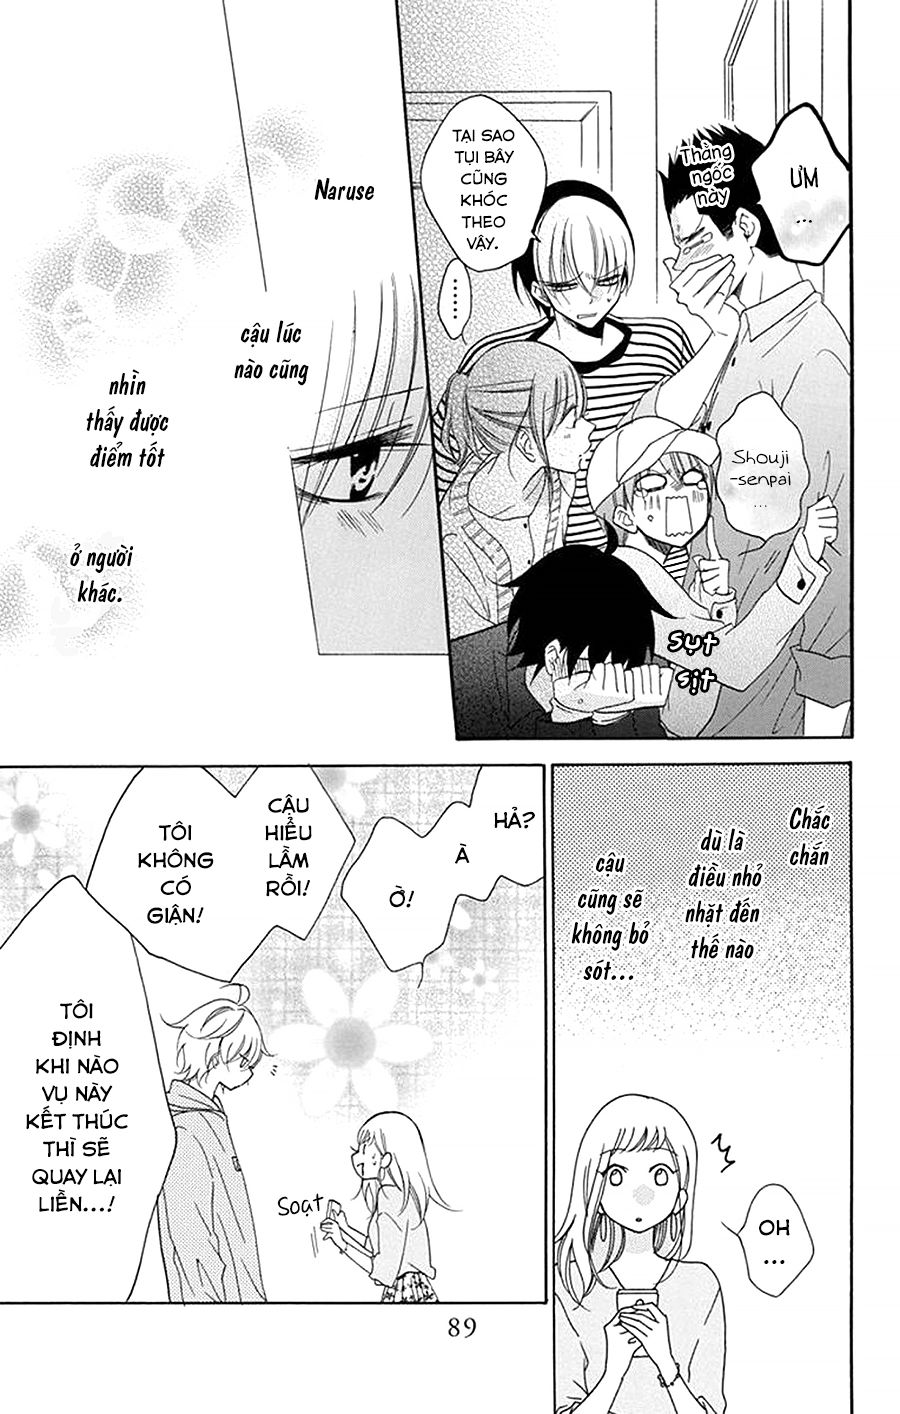 ƯM
...
Thằng
ngốc
này
TẠI SAO
TỤI BÂY
CŨNG
KHÓC
THEO
VẬY.
......
Shouji
-senpai
...
sụt
sịt
Naruse
cậu lúc
nào cũng
nhìn
thấy được
điểm tốt
ở người
khác.
Chắc
chắn
dù là
điều nhỏ
nhặt đến
thế nào
cậu
cũng sẽ
không bỏ
sót...
OH
...
HẢ?
À
Ờ!
CẬU
HIỂU
LẦM
RỒI!
TÔI
KHÔNG
CÓ
GIẬN!
TÔI
ĐỊNH
KHI NÀO
VỤ NÀY
KẾT THÚC
THÌ SẼ
QUAY LẠI
LIỀN...!
Soạt
89